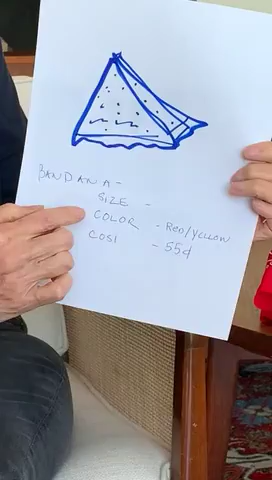 BANDANA -
SIZE -
COLOR - Red/Yellow
COST - 55¢